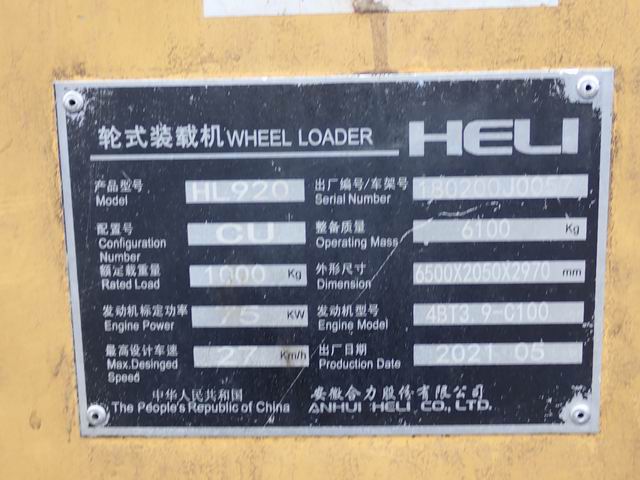 轮式装载机 WHEEL LOADER HELI
产品型号 Model HL920
出厂编号/车架号 Serial Number
配置号 Configuration Number CU
整备质量 Operating Mass 6100 Kg
额定载重量 Rated Load 1000 Kg
外形尺寸 Dimension 6500X2050X2970 mm
发动机标定功率 Engine Power 75 KW
发动机型号 Engine Model 4BT3.9-C100
最高设计车速 Max.Desinged Speed 27 Km/h
出厂日期 Production Date 2021 05
中华人民共和国
The People's Republic of China
安徽合力股份有限公司
ANHUI HELI CO., LTD.